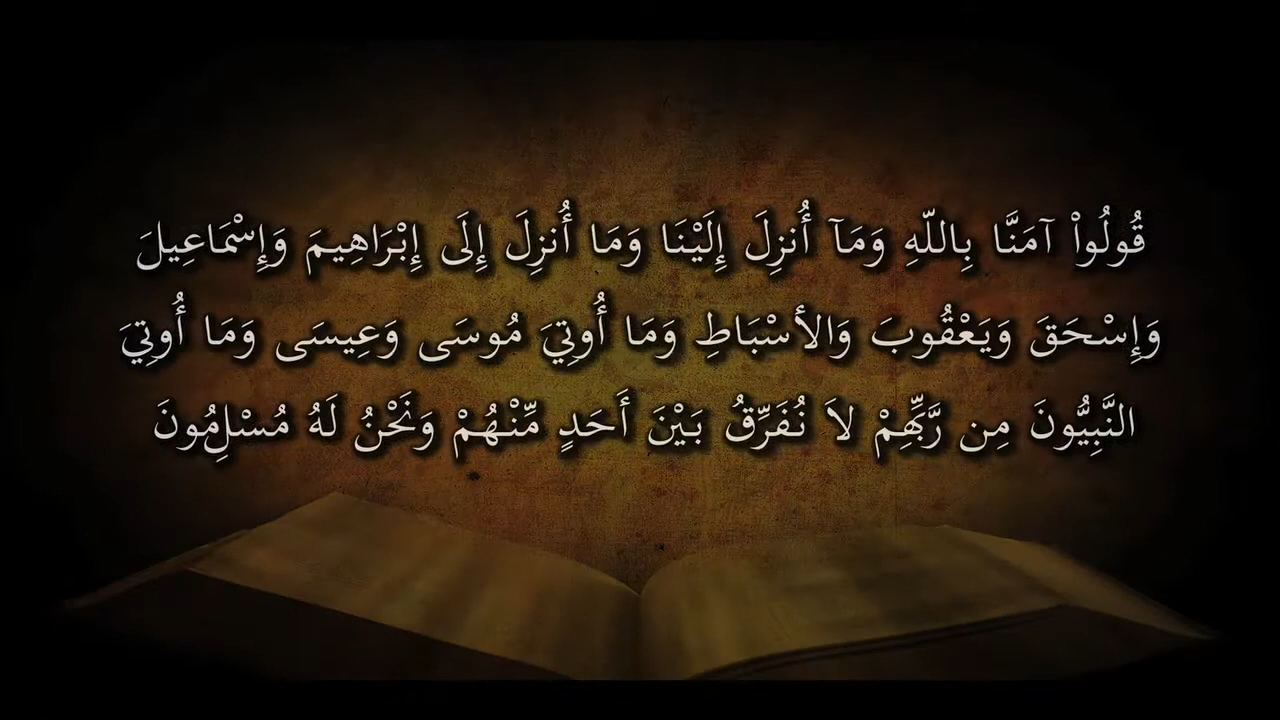 قُولُواْ آمَنَّا بِاللّهِ وَمَآ أُنزِلَ إِلَيْنَا وَمَا أُنزِلَ إِلَى إِبْرَاهِيمَ وَإِسْمَاعِيلَ
وَإِسْحَقَ وَيَعْقُوبَ وَالأسْبَاطِ وَمَا أُوتِيَ مُوسَى وَعِيسَى وَمَا أُوتِيَ
النَّبِيُّونَ مِن رَّبِّهِمْ لاَ نُفَرِّقُ بَيْنَ أَحَدٍ مِّنْهُمْ وَنَحْنُ لَهُ مُسْلِمُونَ